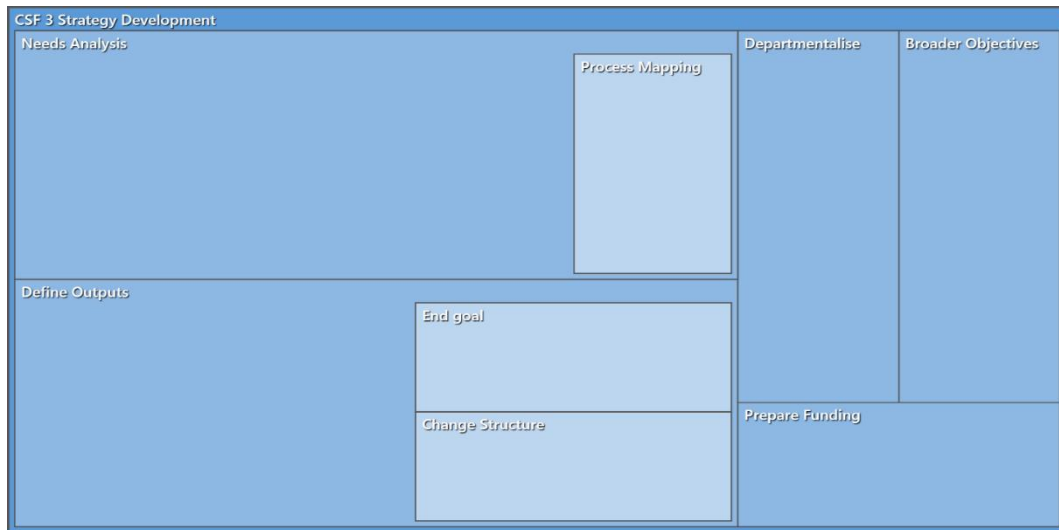 CSF 3 Strategy Development
Needs Analysis
Process Mapping
Departmentalise
Broader Objectives
Define Outputs
End goal
Change Structure
Prepare Funding